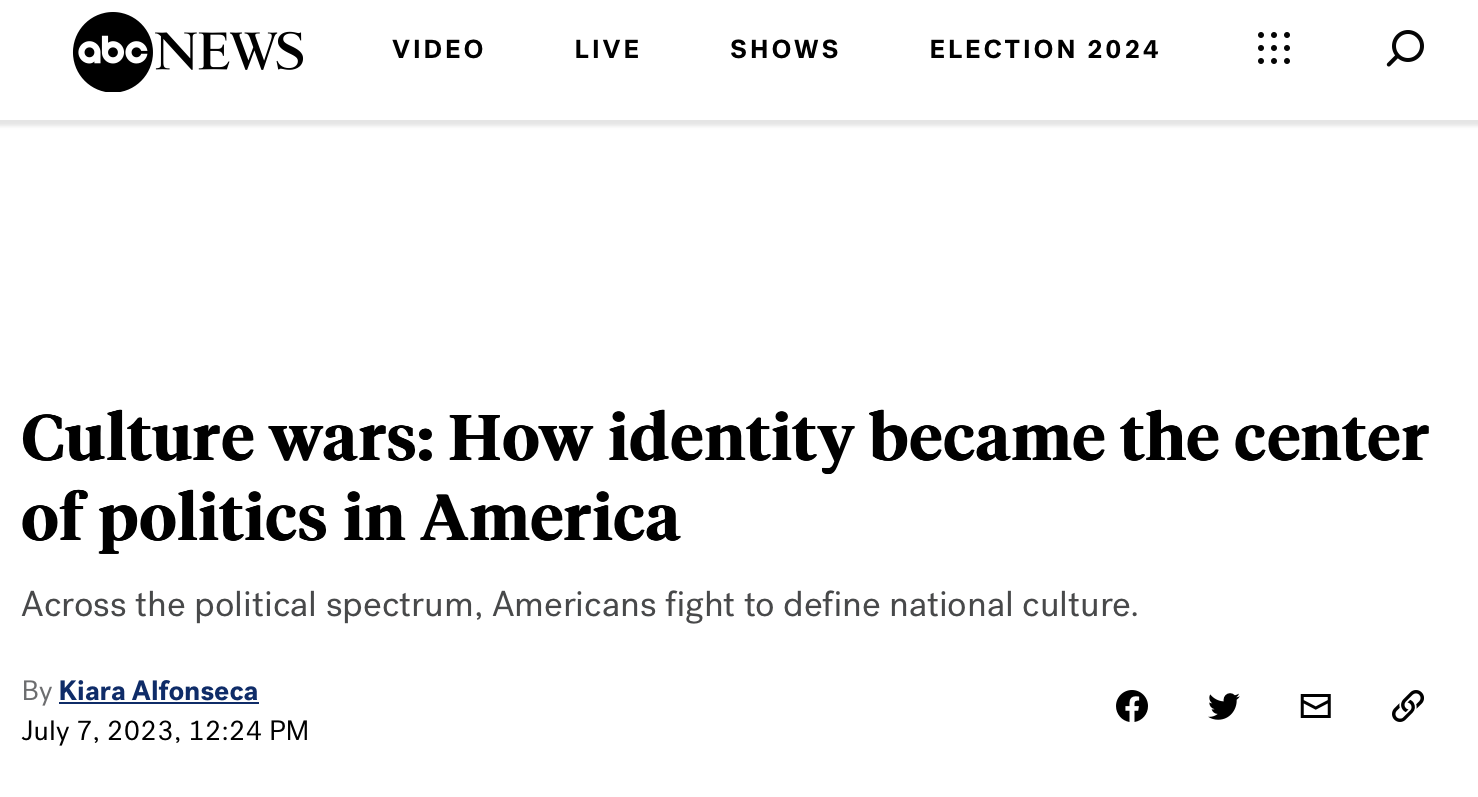 abc NEWS VIDEO LIVE SHOWS ELECTION 2024
Culture wars: How identity became the center
of politics in America
Across the political spectrum, Americans fight to define national culture.
By Kiara Alfonseca
July 7, 2023, 12:24 PM